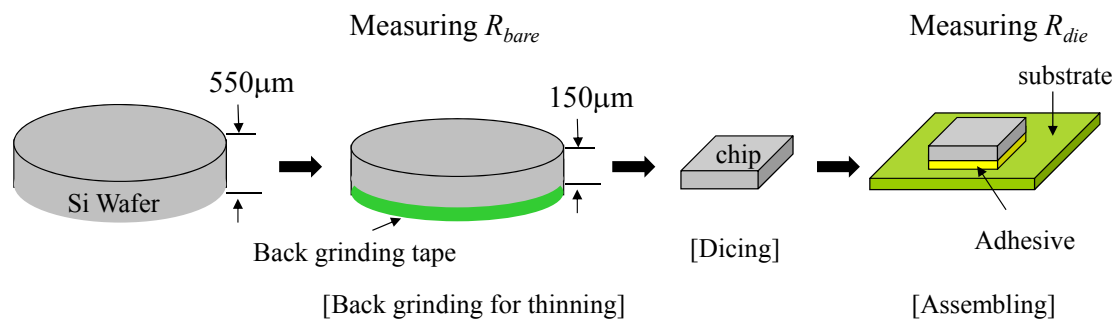 Measuring R_bare
Measuring R_die
550μm
150μm
substrate
chip
Si Wafer
Back grinding tape
[Dicing]
Adhesive
[Back grinding for thinning]
[Assembling]